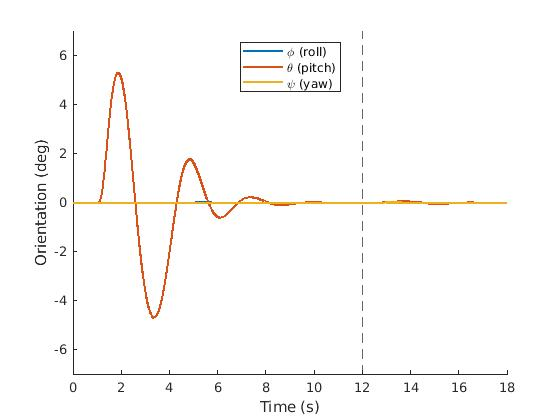 6
4
2
0
-2
-4
-6
Orientation (deg)
ϕ (roll)
θ (pitch)
ψ (yaw)
0 2 4 6 8 10 12 14 16 18
Time (s)